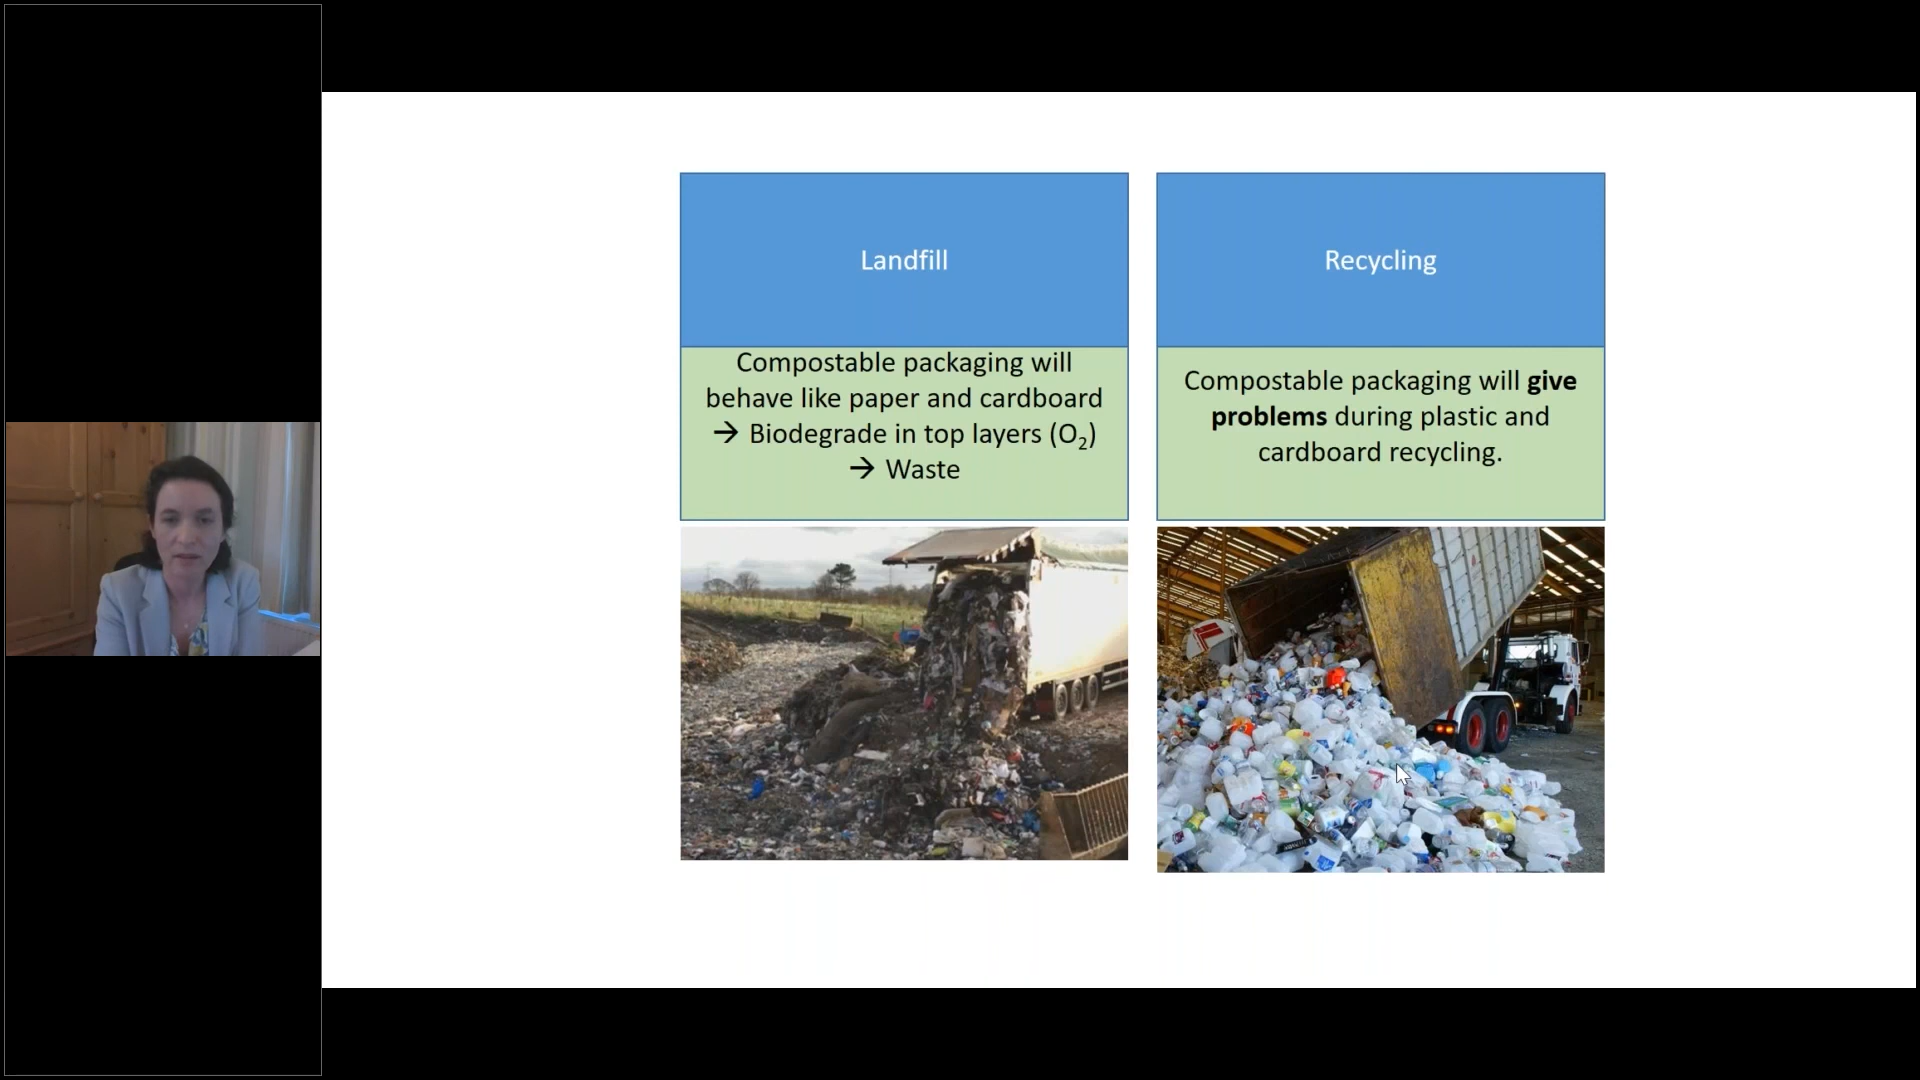 Landfill
Compostable packaging will
behave like paper and cardboard
→ Biodegrade in top layers (O₂)
→ Waste
Recycling
Compostable packaging will give
problems during plastic and
cardboard recycling.